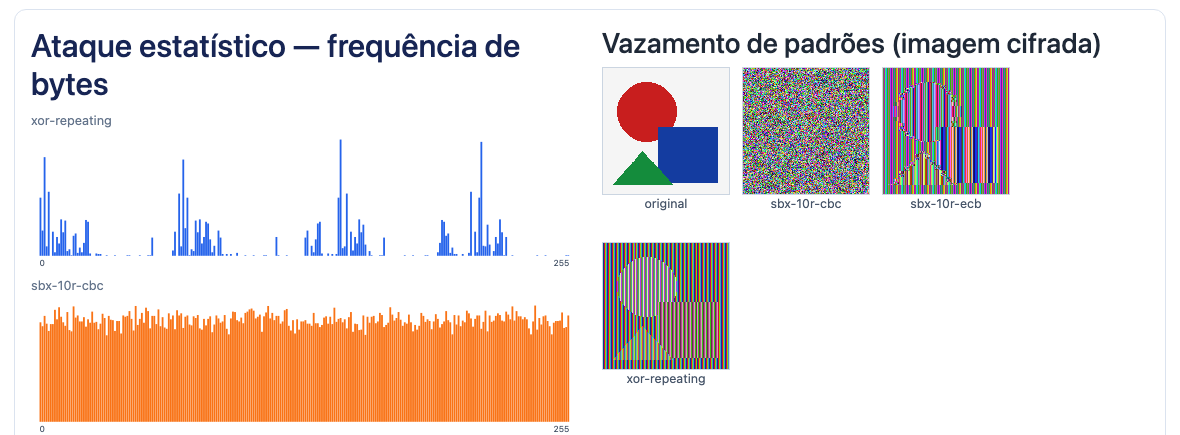 Ataque estatístico — frequência de
bytes
xor-repeating
0 255
sbx-10r-cbc
0 255
Vazamento de padrões (imagem cifrada)
original sbx-10r-cbc sbx-10r-ecb
xor-repeating